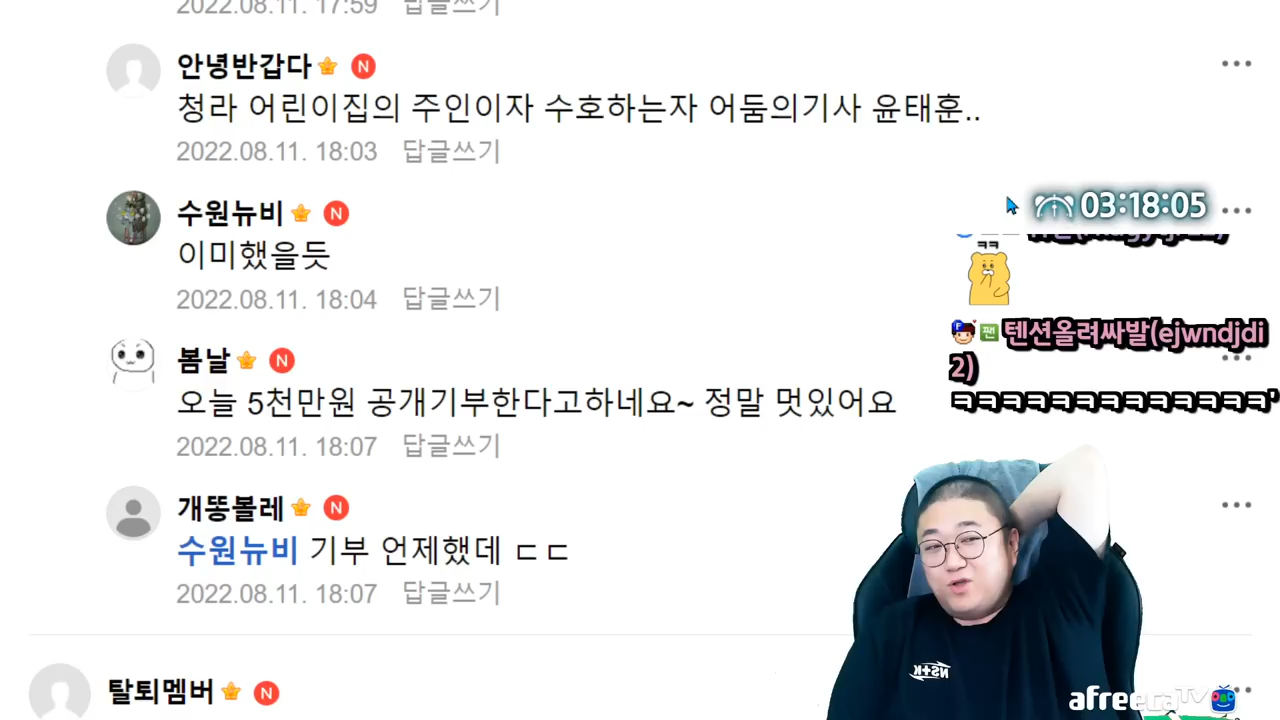 2022.08.11. 17:59 답글쓰기
안녕반갑다 N
청라 어린이집의 주인이자 수호하는자 어둠의기사 윤태훈..
2022.08.11. 18:03 답글쓰기
수원뉴비 N
이미했을듯
2022.08.11. 18:04 답글쓰기
봄날 N
오늘 5천만원 공개기부한다고하네요~ 정말 멋있어요
2022.08.11. 18:07 답글쓰기
개똥볼레 N
수원뉴비 기부 언제했데 ㄷㄷ
2022.08.11. 18:07 답글쓰기
탈퇴멤버 N
03:18:05
ㅋㅋ
F 팬 텐션올려싸발(ejwndjdi
2)
ㅋㅋㅋㅋㅋㅋㅋㅋㅋㅋㅋㅋㅋ'
NS+K
afreecaTV